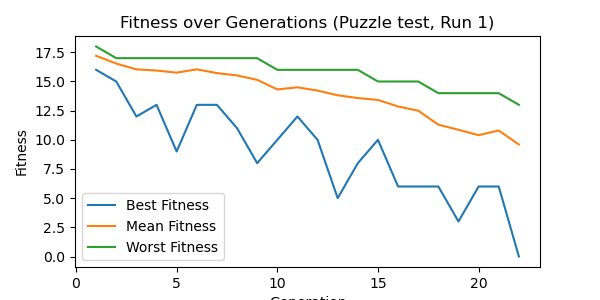 Fitness over Generations (Puzzle test, Run 1)
Fitness
17.5
15.0
12.5
10.0
7.5
5.0
2.5
0.0
Best Fitness
Mean Fitness
Worst Fitness
0 5 10 15 20
Generation